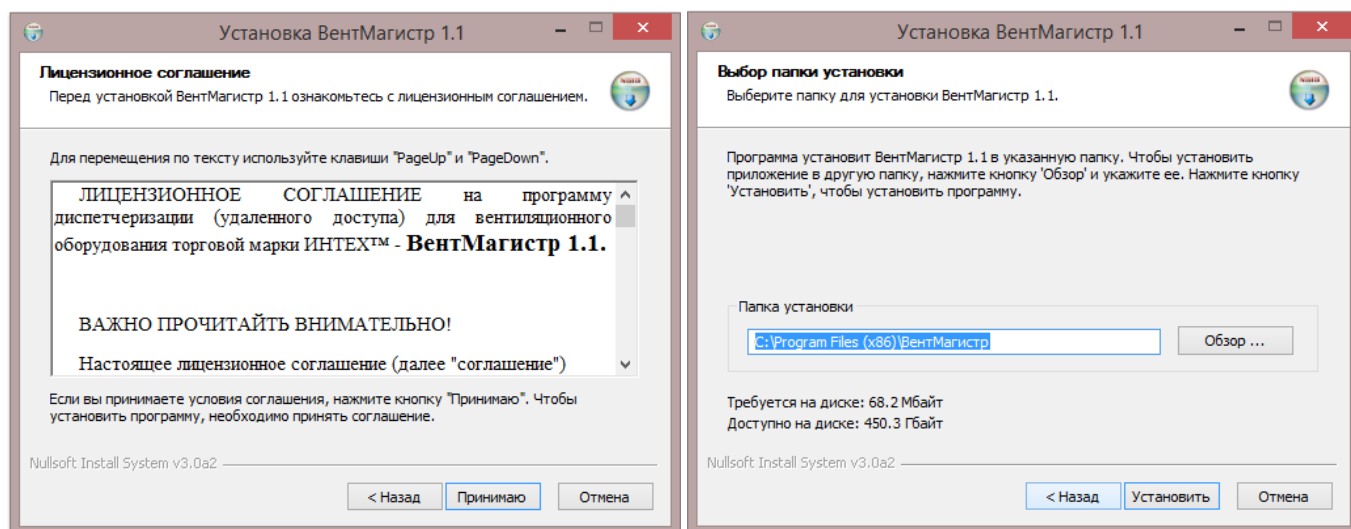 Установка ВентМагистр 1.1
Лицензионное соглашение
Перед установкой ВентМагистр 1.1 ознакомьтесь с лицензионным соглашением.
Для перемещения по тексту используйте клавиши "PageUp" и "PageDown".
ЛИЦЕНЗИОННОЕ СОГЛАШЕНИЕ на программу
диспетчеризации (удаленного доступа) для вентиляционного
оборудования торговой марки ИНТЕХ™ - ВентМагистр 1.1.
ВАЖНО ПРОЧИТАЙТЬ ВНИМАТЕЛЬНО!
Настоящее лицензионное соглашение (далее "соглашение")
Если вы принимаете условия соглашения, нажмите кнопку "Принимаю". Чтобы
установить программу, необходимо принять соглашение.
Nullsoft Install System v3.0a2
< Назад Принимаю Отмена
Установка ВентМагистр 1.1
Выбор папки установки
Выберите папку для установки ВентМагистр 1.1.
Программа установит ВентМагистр 1.1 в указанную папку. Чтобы установить
приложение в другую папку, нажмите кнопку 'Обзор' и укажите ее. Нажмите кнопку
'Установить', чтобы установить программу.
Папка установки
C:\Program Files (x86)\ВентМагистр
Обзор ...
Требуется на диске: 68.2 Мбайт
Доступно на диске: 450.3 Гбайт
Nullsoft Install System v3.0a2
< Назад Установить Отмена